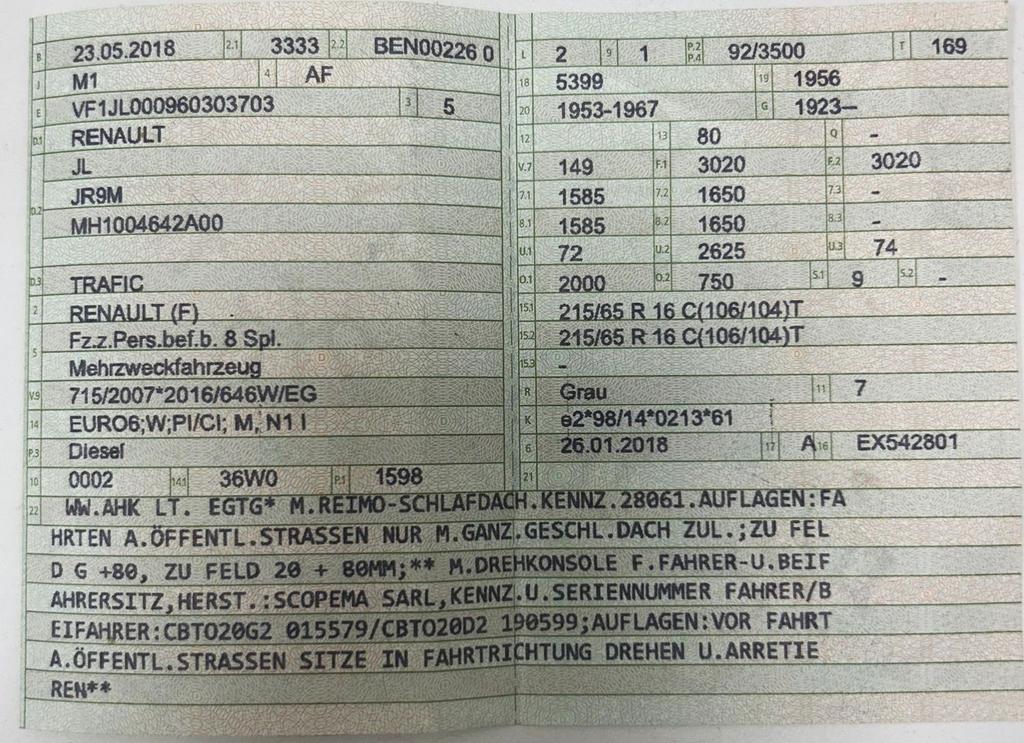 B 23.05.2018 2.1 3333 2.2 BEN00226 0
J M1 4 AF
E VF1JL000960303703 3 5
D.1 RENAULT
JL
D.2 JR9M
MH1004642A00
D.3 TRAFIC
2 RENAULT (F)
5 Fz.z.Pers.bef.b. 8 Spl.
Mehrzweckfahrzeug
V.9 715/2007*2016/646W/EG
14 EURO6;W;PI/CI; M, N1 I
P.3 Diesel
10 0002 14.1 36W0 P.1 1598
L 2 9 1 P.2 P.4 92/3500 T 169
18 5399 19 1956
20 1953-1967 G 1923–
12 13 80 Q -
V.7 149 F.1 3020 F.2 3020
7.1 1585 7.2 1650 7.3 -
8.1 1585 8.2 1650 8.3 -
U.1 72 U.2 2625 U.3 74
O.1 2000 O.2 750 S.1 9 S.2 -
15.1 215/65 R 16 C(106/104)T
15.2 215/65 R 16 C(106/104)T
15.3 -
R Grau 11 7
K e2*98/14*0213*61
6 26.01.2018 17 A 16 EX542801
21
22 WW.AHK LT. EGTG* M.REIMO-SCHLAFDACH.KENNZ.28061.AUFLAGEN:FA
HRTEN A.ÖFFENTL.STRASSEN NUR M.GANZ.GESCHL.DACH ZUL.;ZU FEL
D G +80, ZU FELD 20 + 80MM;** M.DREHKONSOLE F.FAHRER-U.BEIF
AHRERSITZ,HERST.:SCOPEMA SARL,KENNZ.U.SERIENNUMMER FAHRER/B
EIFAHRER:CBTO20G2 015579/CBTO20D2 190599;AUFLAGEN:VOR FAHRT
A.ÖFFENTL.STRASSEN SITZE IN FAHRTRICHTUNG DREHEN U.ARRETIE
REN**